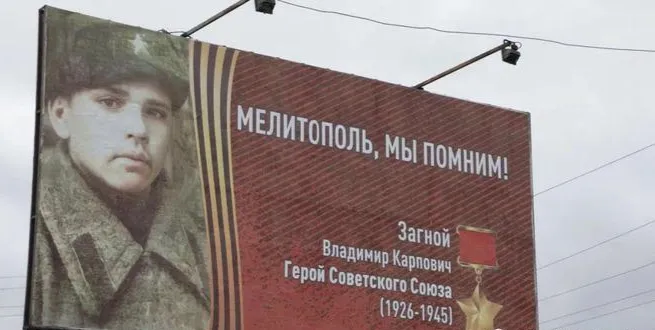 МЕЛИТОПОЛЬ, МЫ ПОМНИМ!
Загной
Владимир Карпович
Герой Советского Союза
(1926-1945)